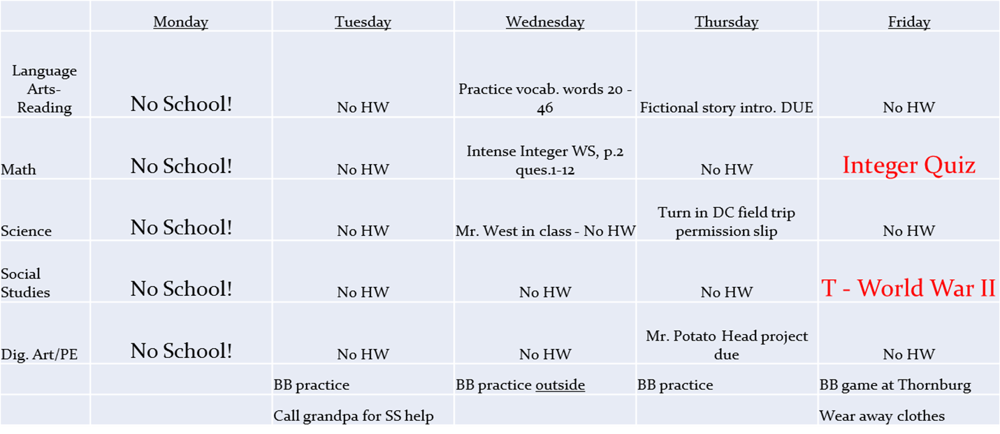 Monday Tuesday Wednesday Thursday Friday
Language
Arts-
Reading
No School!
No HW
Practice vocab. words 20 -
46
Fictional story intro. DUE
No HW
Math
No School!
No HW
Intense Integer WS, p.2
ques.1-12
No HW
Integer Quiz
Science
No School!
No HW
Mr. West in class - No HW
Turn in DC field trip
permission slip
No HW
Social
Studies
No School!
No HW
No HW
No HW
T - World War II
Dig. Art/PE
No School!
No HW
No HW
Mr. Potato Head project
due
No HW
BB practice
BB practice outside
BB practice
BB game at Thornburg
Call grandpa for SS help
Wear away clothes